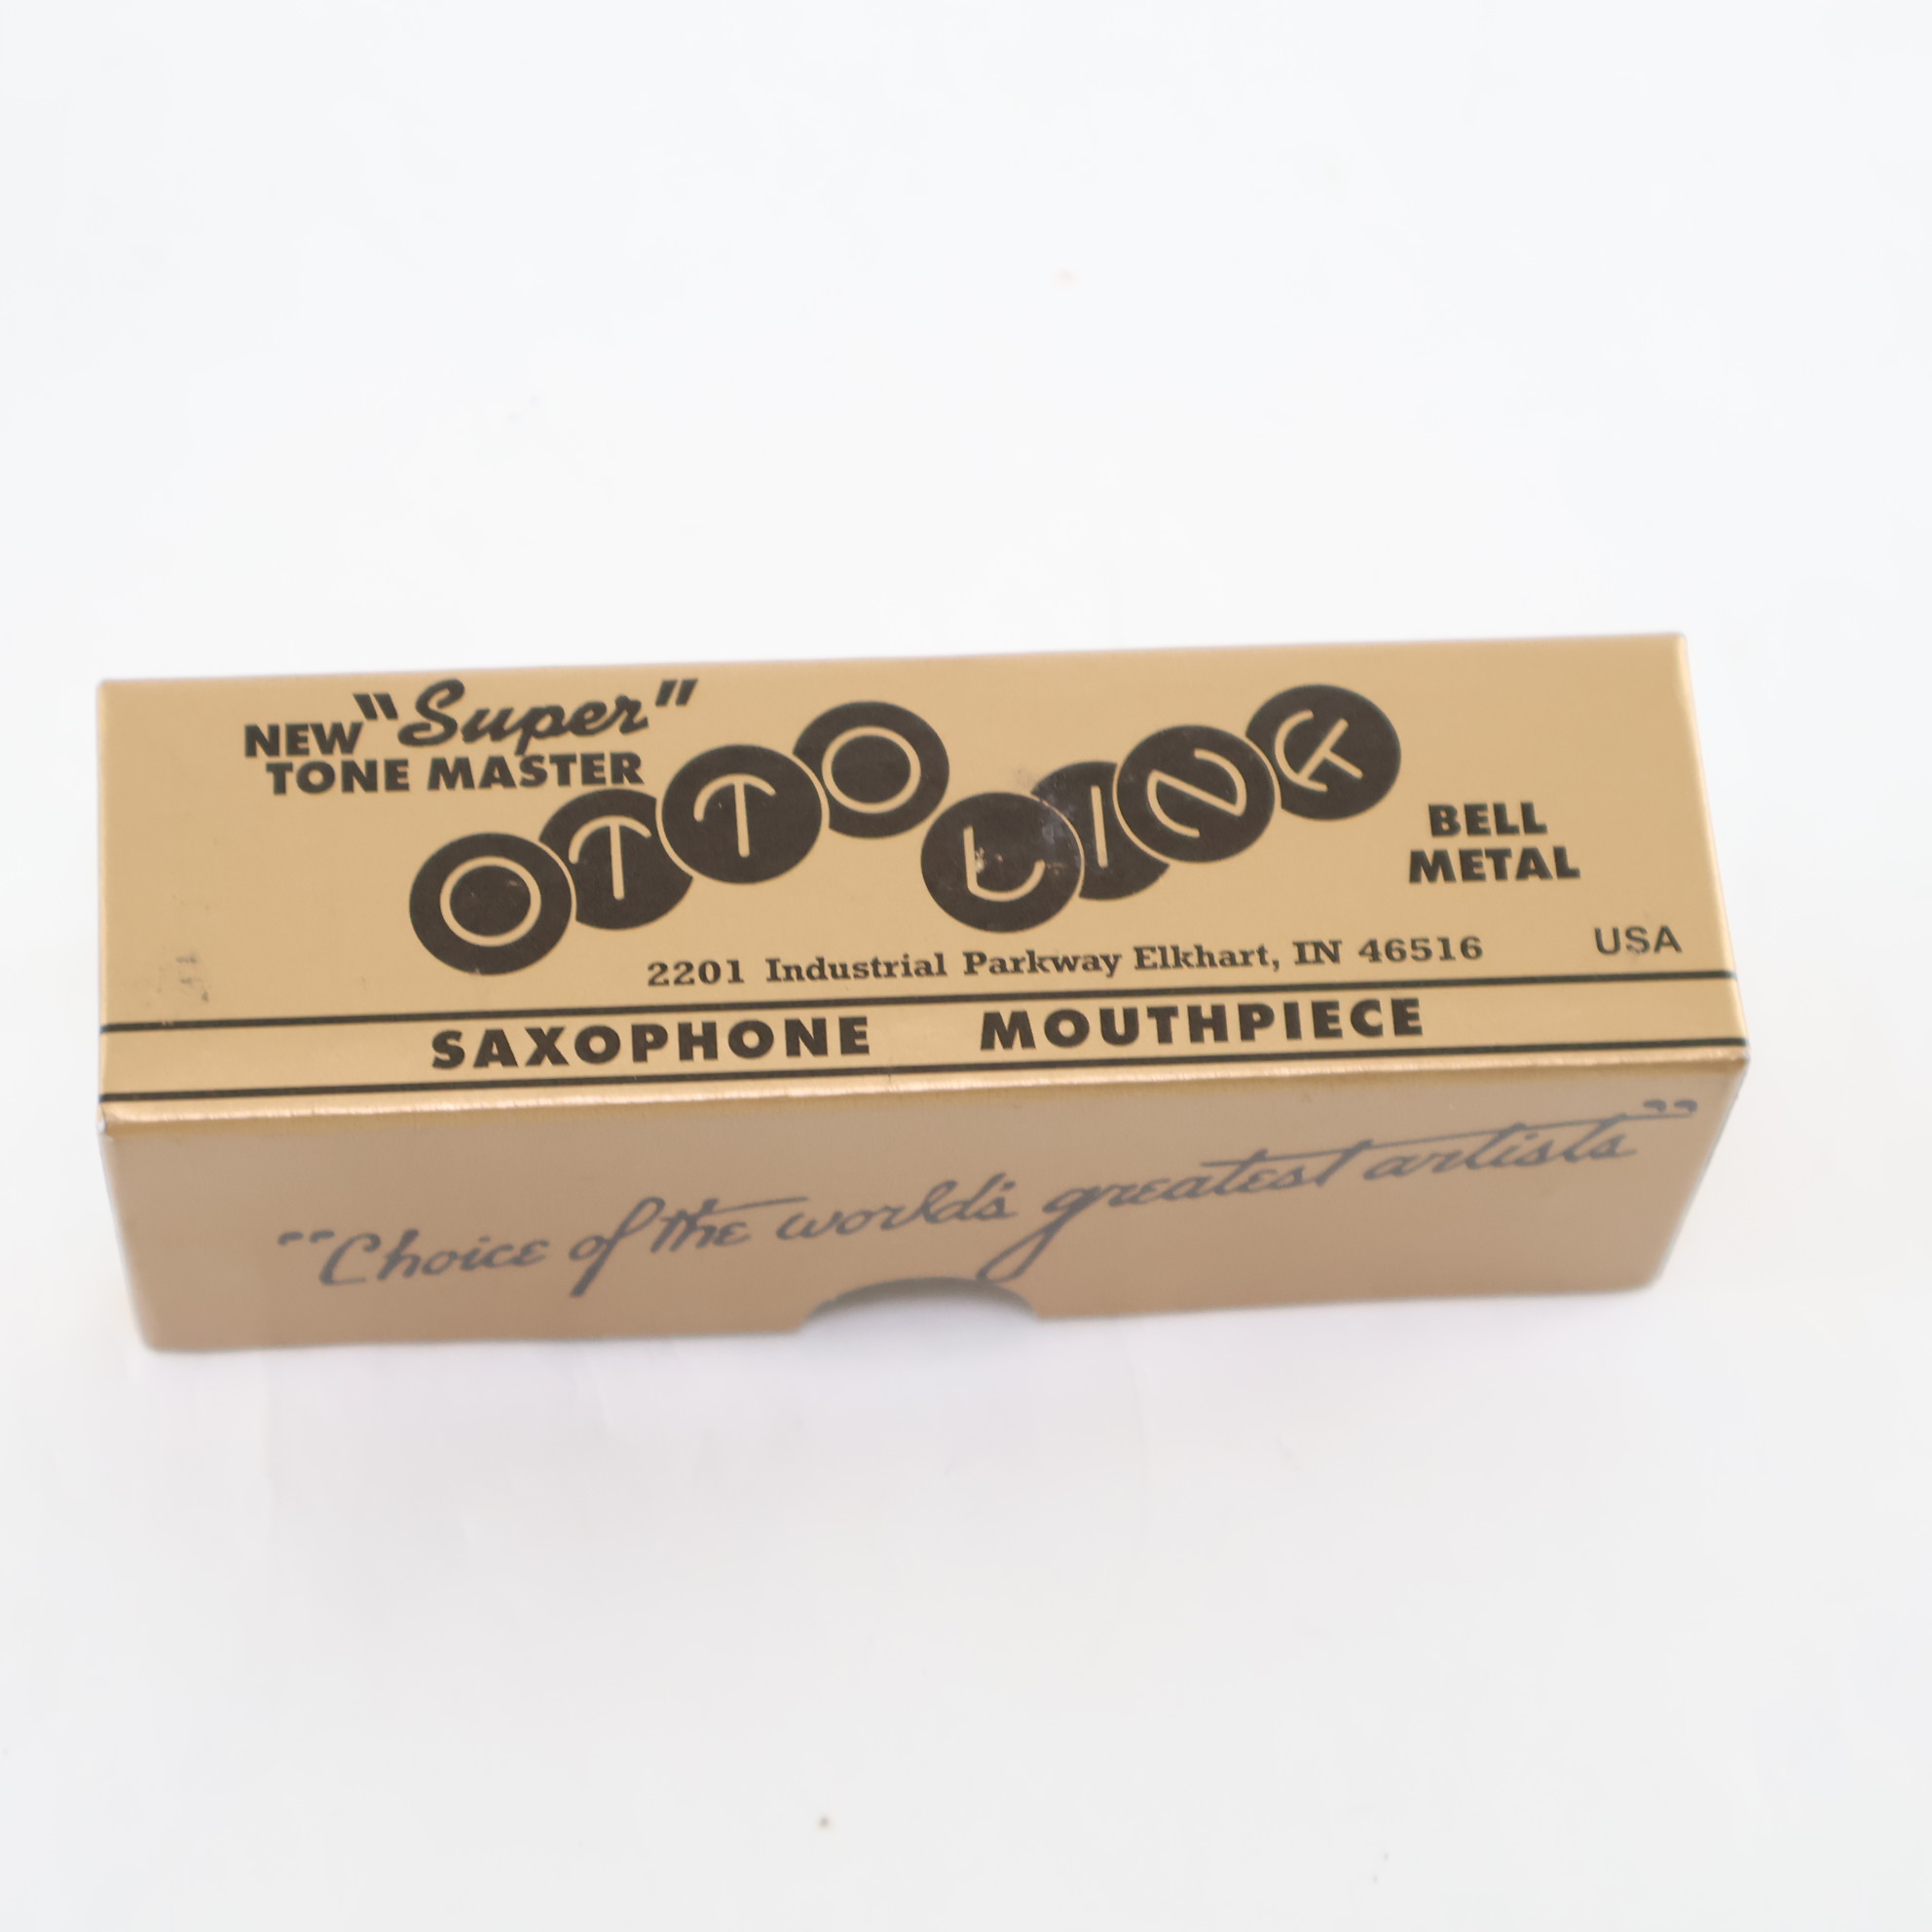 NEW "Super"
TONE MASTER
OTTO LINK
BELL
METAL
2201 Industrial Parkway Elkhart, IN 46516
USA
SAXOPHONE MOUTHPIECE
"Choice of the world's greatest artists"